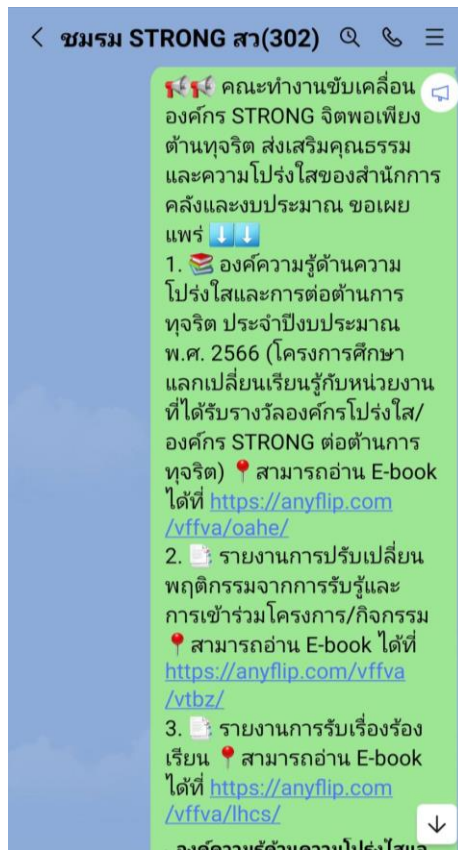 ชมรม STRONG สว(302)
📢📢 คณะทำงานขับเคลื่อน
องค์กร STRONG จิตพอเพียง
ต้านทุจริต ส่งเสริมคุณธรรม
และความโปร่งใสของสำนักการ
คลังและงบประมาณ ขอเผย
แพร่ ⬇️⬇️
1. 📚 องค์ความรู้ด้านความ
โปร่งใสและการต่อต้านการ
ทุจริต ประจำปีงบประมาณ
พ.ศ. 2566 (โครงการศึกษา
แลกเปลี่ยนเรียนรู้กับหน่วยงาน
ที่ได้รับรางวัลองค์กรโปร่งใส/
องค์กร STRONG ต่อต้านการ
ทุจริต) 📍 สามารถอ่าน E-book
ได้ที่ https://anyflip.com
/vffva/oahe/
2. 📑 รายงานการปรับเปลี่ยน
พฤติกรรมจากการรับรู้และ
การเข้าร่วมโครงการ/กิจกรรม
📍 สามารถอ่าน E-book ได้ที่
https://anyflip.com/vffva
/vtbz/
3. 📑 รายงานการรับเรื่องร้อง
เรียน 📍 สามารถอ่าน E-book
ได้ที่ https://anyflip.com
/vffva/lhcs/